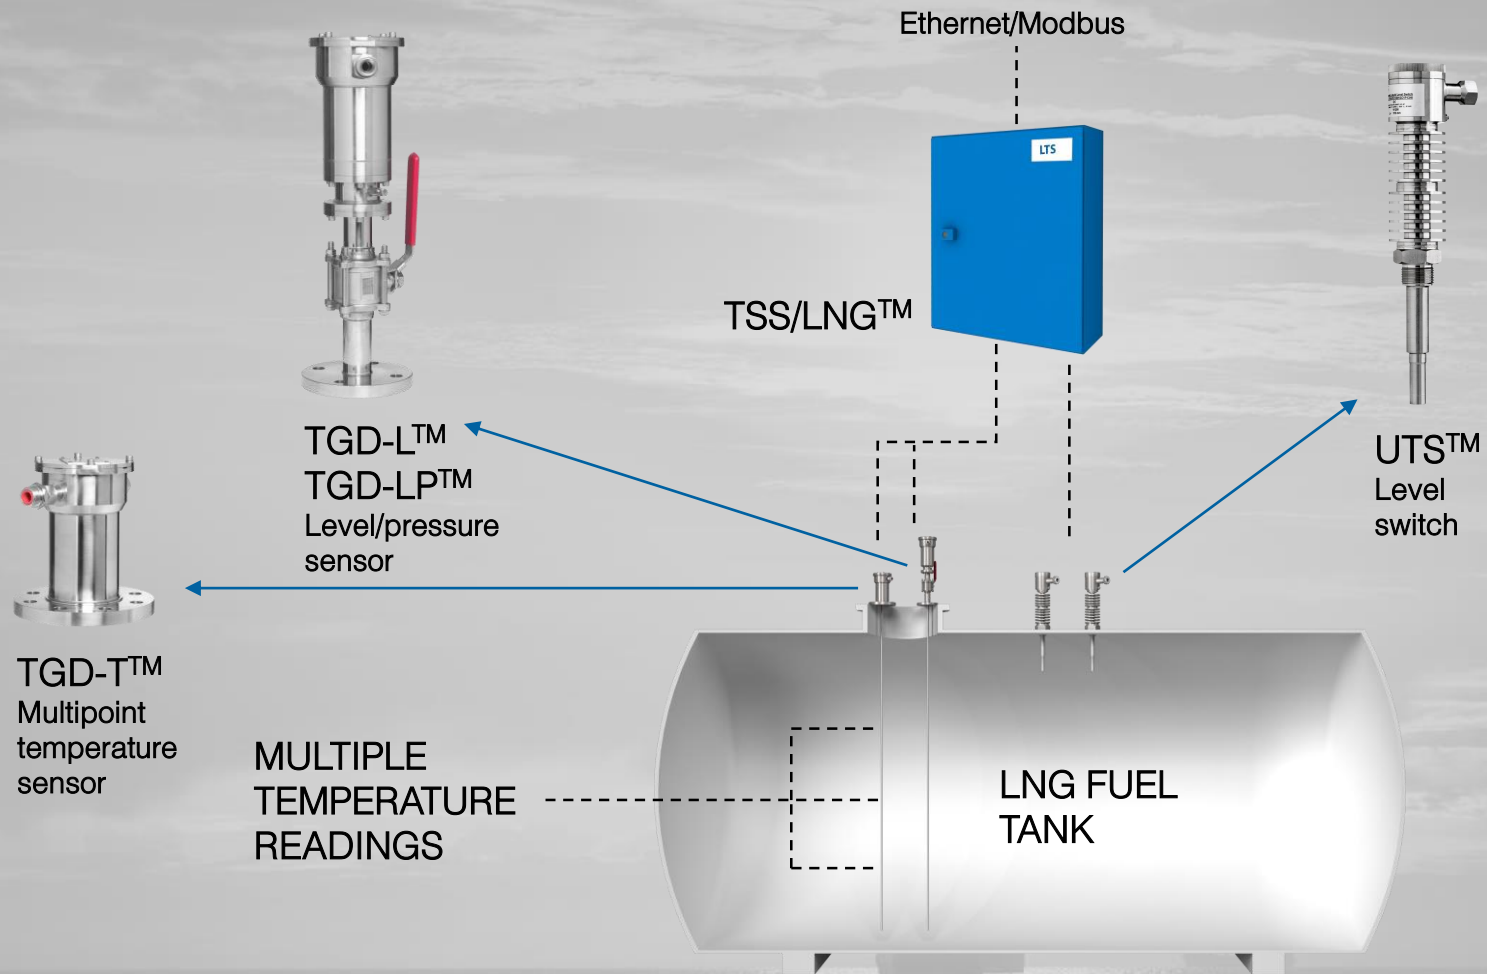 Ethernet/Modbus
LTS
TSS/LNG™
TGD-L™
TGD-LP™
Level/pressure
sensor
UTS™
Level
switch
TGD-T™
Multipoint
temperature
sensor
MULTIPLE
TEMPERATURE
READINGS
LNG FUEL
TANK